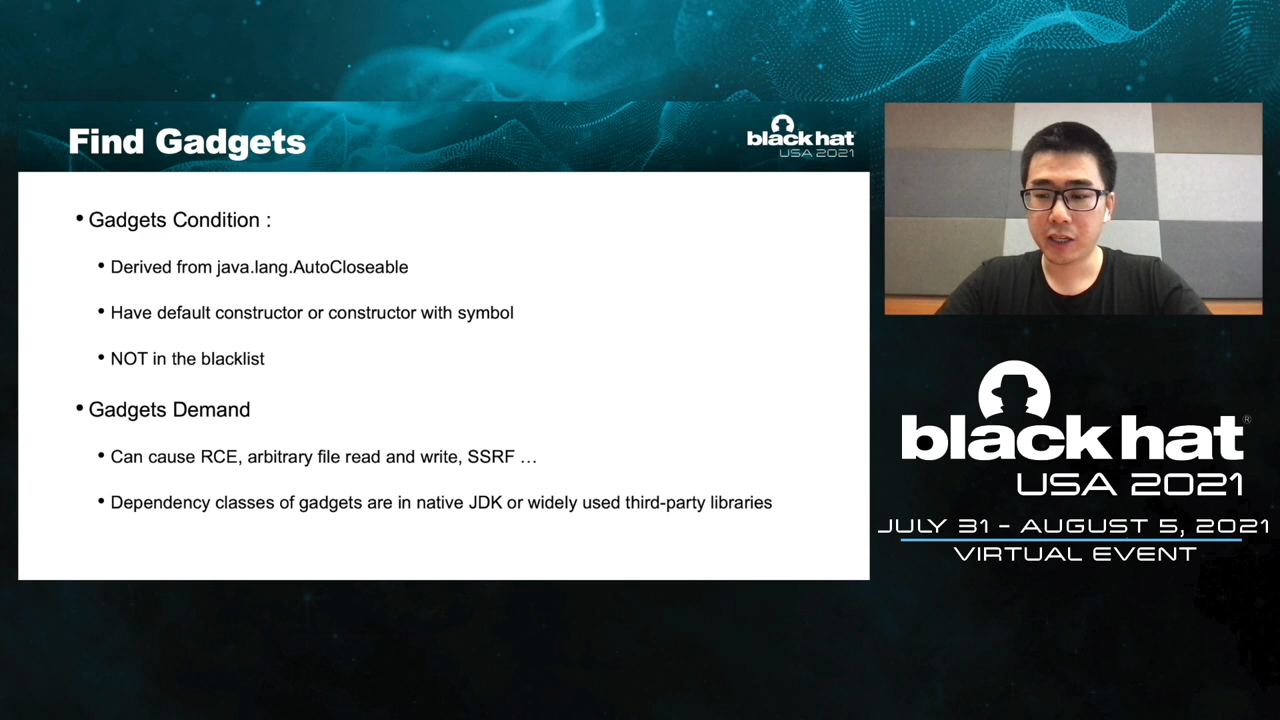 Find Gadgets
black hat
USA 2021
• Gadgets Condition :
• Derived from java.lang.AutoCloseable
• Have default constructor or constructor with symbol
• NOT in the blacklist
• Gadgets Demand
• Can cause RCE, arbitrary file read and write, SSRF …
• Dependency classes of gadgets are in native JDK or widely used third-party libraries
black hat®
USA 2021
JULY 31 – AUGUST 5, 2021
VIRTUAL EVENT